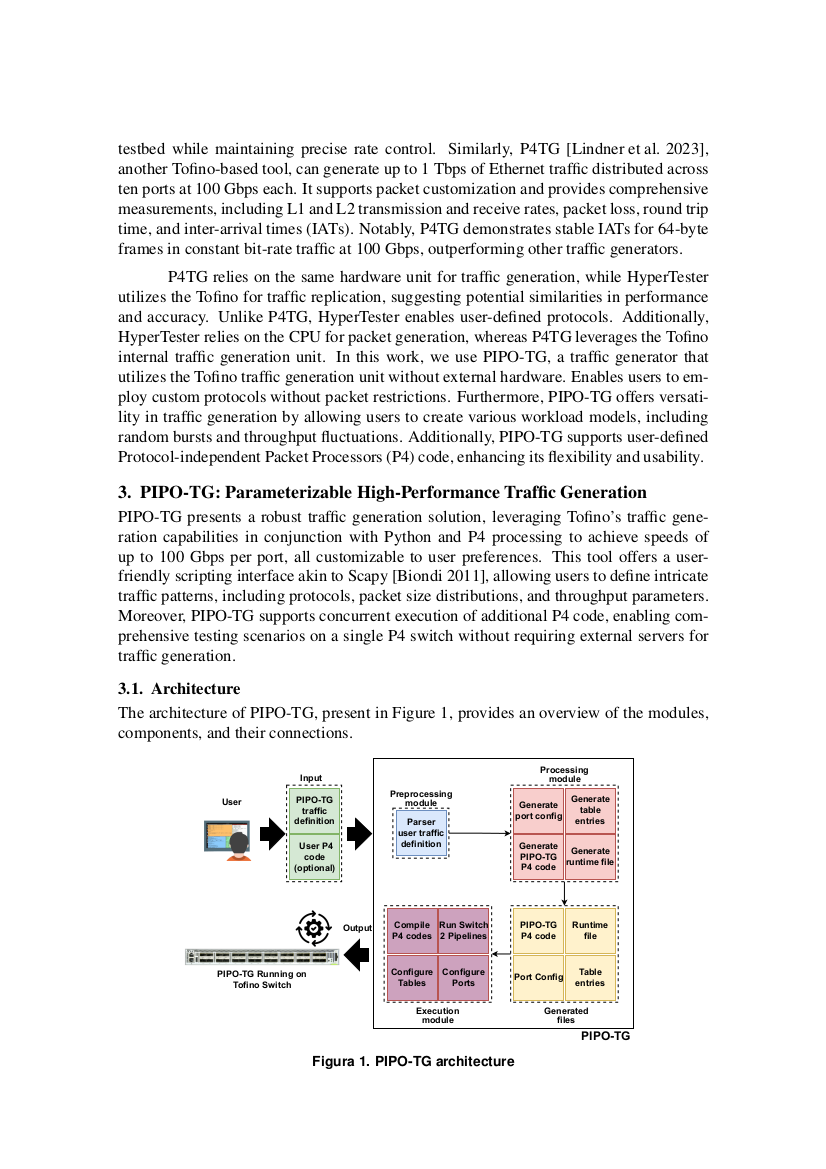 testbed while maintaining precise rate control. Similarly, P4TG [Lindner et al. 2023],
another Tofino-based tool, can generate up to 1 Tbps of Ethernet traffic distributed across
ten ports at 100 Gbps each. It supports packet customization and provides comprehensive
measurements, including L1 and L2 transmission and receive rates, packet loss, round trip
time, and inter-arrival times (IATs). Notably, P4TG demonstrates stable IATs for 64-byte
frames in constant bit-rate traffic at 100 Gbps, outperforming other traffic generators.
P4TG relies on the same hardware unit for traffic generation, while HyperTester
utilizes the Tofino for traffic replication, suggesting potential similarities in performance
and accuracy. Unlike P4TG, HyperTester enables user-defined protocols. Additionally,
HyperTester relies on the CPU for packet generation, whereas P4TG leverages the Tofino
internal traffic generation unit. In this work, we use PIPO-TG, a traffic generator that
utilizes the Tofino traffic generation unit without external hardware. Enables users to em-
ploy custom protocols without packet restrictions. Furthermore, PIPO-TG offers versati-
lity in traffic generation by allowing users to create various workload models, including
random bursts and throughput fluctuations. Additionally, PIPO-TG supports user-defined
Protocol-independent Packet Processors (P4) code, enhancing its flexibility and usability.
3. PIPO-TG: Parameterizable High-Performance Traffic Generation
PIPO-TG presents a robust traffic generation solution, leveraging Tofino's traffic gene-
ration capabilities in conjunction with Python and P4 processing to achieve speeds of
up to 100 Gbps per port, all customizable to user preferences. This tool offers a user-
friendly scripting interface akin to Scapy [Biondi 2011], allowing users to define intricate
traffic patterns, including protocols, packet size distributions, and throughput parameters.
Moreover, PIPO-TG supports concurrent execution of additional P4 code, enabling com-
prehensive testing scenarios on a single P4 switch without requiring external servers for
traffic generation.
3.1. Architecture
The architecture of PIPO-TG, present in Figure 1, provides an overview of the modules,
components, and their connections.
User
Input
PIPO-TG
traffic
definition
User P4
code
(optional)
Preprocessing
module
Parser
user traffic
definition
Processing
module
Generate
port config
Generate
table
entries
Generate
PIPO-TG
P4 code
Generate
runtime file
PIPO-TG
P4 code
Runtime
file
Port Config
Table
entries
Generated
files
Compile
P4 codes
Run Switch
2 Pipelines
Configure
Tables
Configure
Ports
Execution
module
Output
PIPO-TG Running on
Tofino Switch
PIPO-TG
Figura 1. PIPO-TG architecture